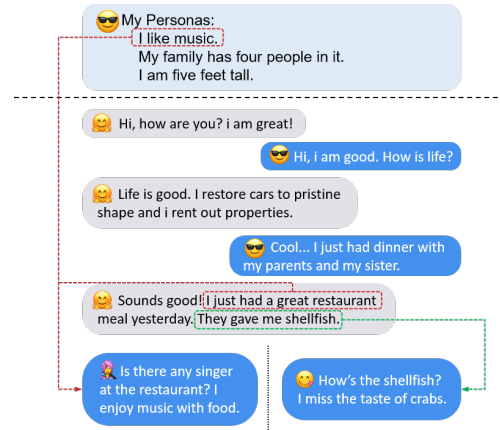 My Personas:
I like music.
My family has four people in it.
I am five feet tall.
Hi, how are you? i am great!
Hi, i am good. How is life?
Life is good. I restore cars to pristine
shape and i rent out properties.
Cool... I just had dinner with
my parents and my sister.
Sounds good! I just had a great restaurant
meal yesterday. They gave me shellfish.
Is there any singer
at the restaurant? I
enjoy music with food.
How's the shellfish?
I miss the taste of crabs.